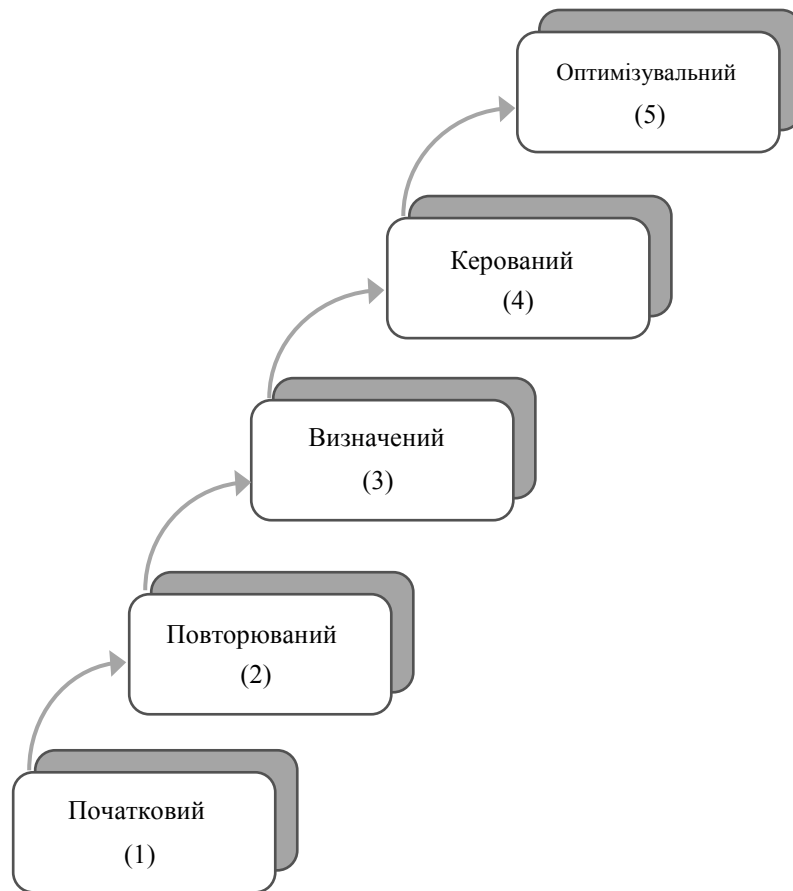 Оптимізувальний
(5)
Керований
(4)
Визначений
(3)
Повторюваний
(2)
Початковий
(1)